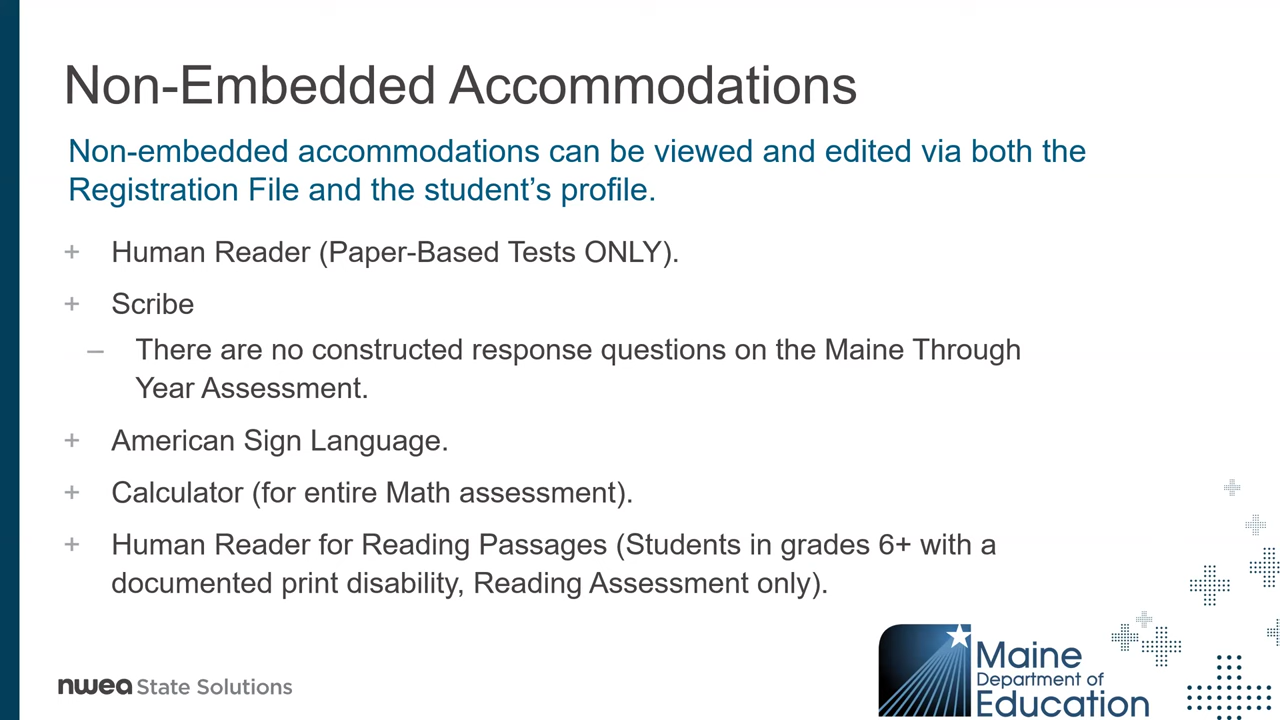 Non-Embedded Accommodations
Non-embedded accommodations can be viewed and edited via both the
Registration File and the student’s profile.
+ Human Reader (Paper-Based Tests ONLY).
+ Scribe
– There are no constructed response questions on the Maine Through
Year Assessment.
+ American Sign Language.
+ Calculator (for entire Math assessment).
+ Human Reader for Reading Passages (Students in grades 6+ with a
documented print disability, Reading Assessment only).
nwea State Solutions
Maine
Department of
Education